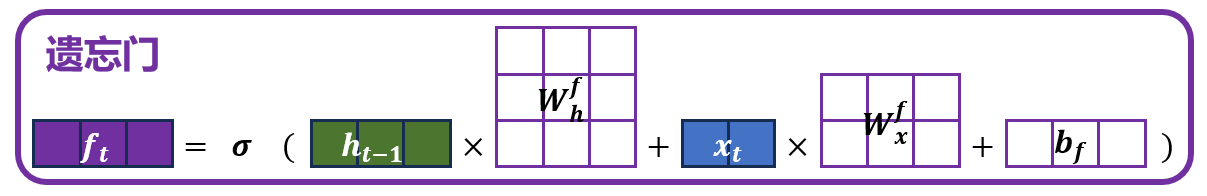 遗忘门
f_t = σ ( h_{t-1} × W_h^f + x_t × W_x^f + b_f )